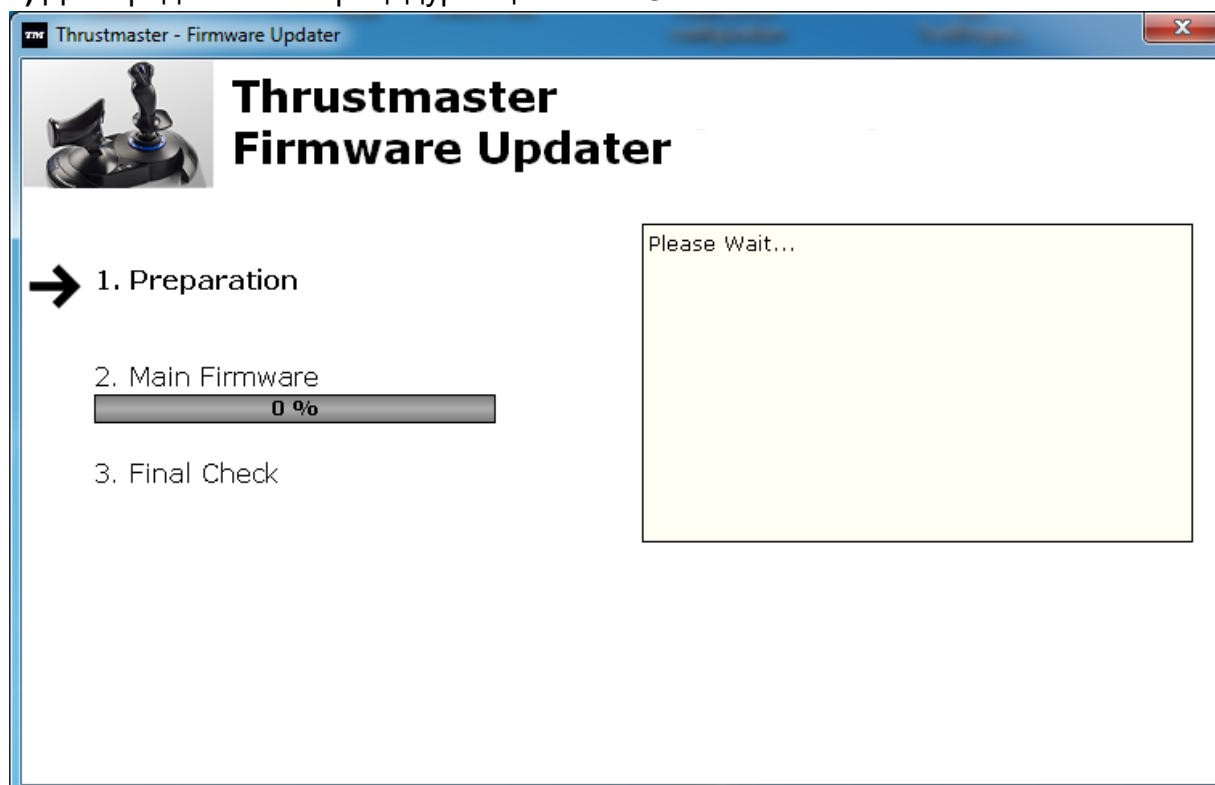 Thrustmaster - Firmware Updater
Thrustmaster
Firmware Updater
Please Wait...
1. Preparation
2. Main Firmware
0 %
3. Final Check